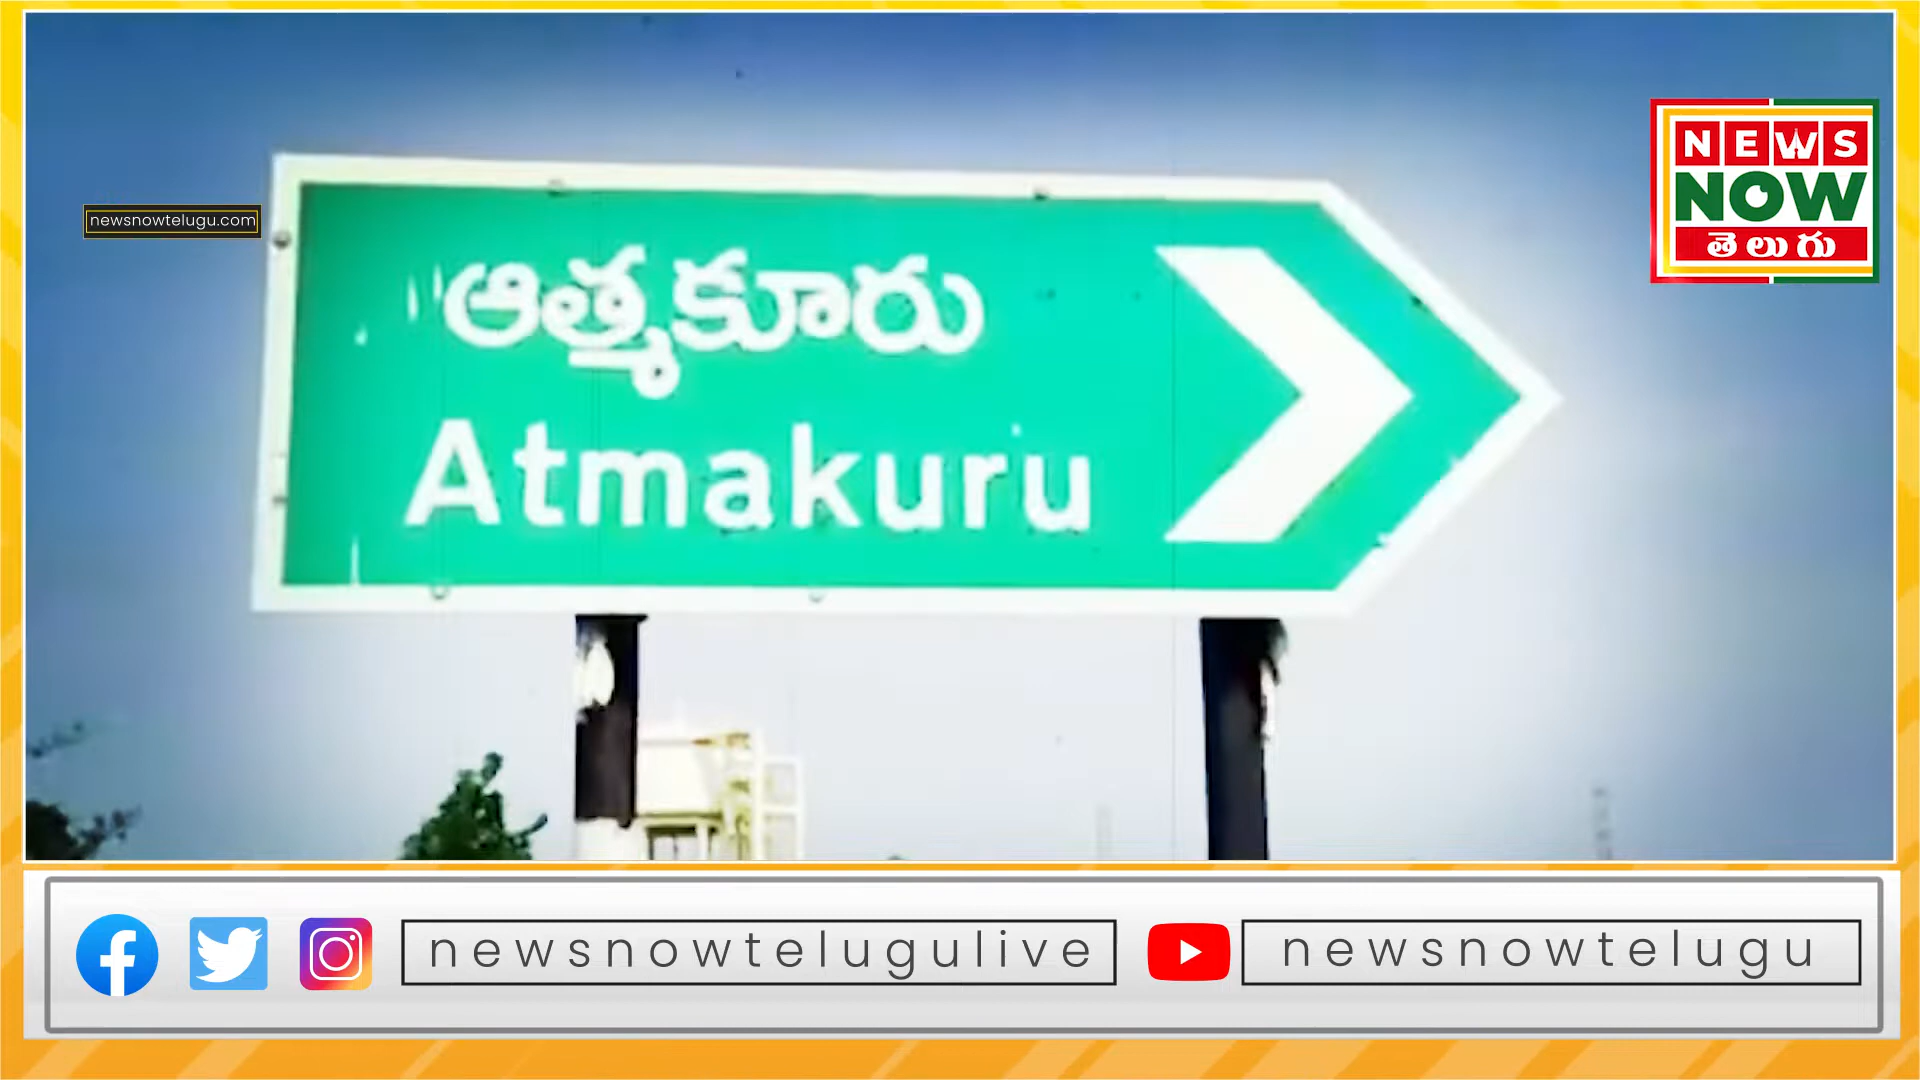 NEWS
NOW
తెలుగు
newsnowtelugu.com
ఆత్మకూరు
Atmakuru
newsnowtelugulive
newsnowtelugu